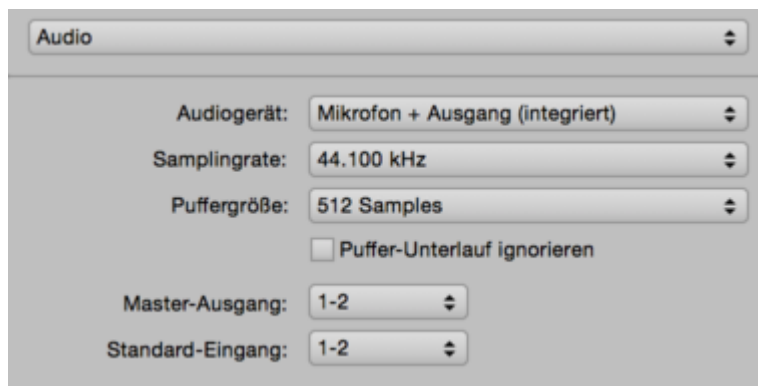 Audio
Audiogerät: Mikrofon + Ausgang (integriert)
Samplingrate: 44.100 kHz
Puffergröße: 512 Samples
Puffer-Unterlauf ignorieren
Master-Ausgang: 1-2
Standard-Eingang: 1-2